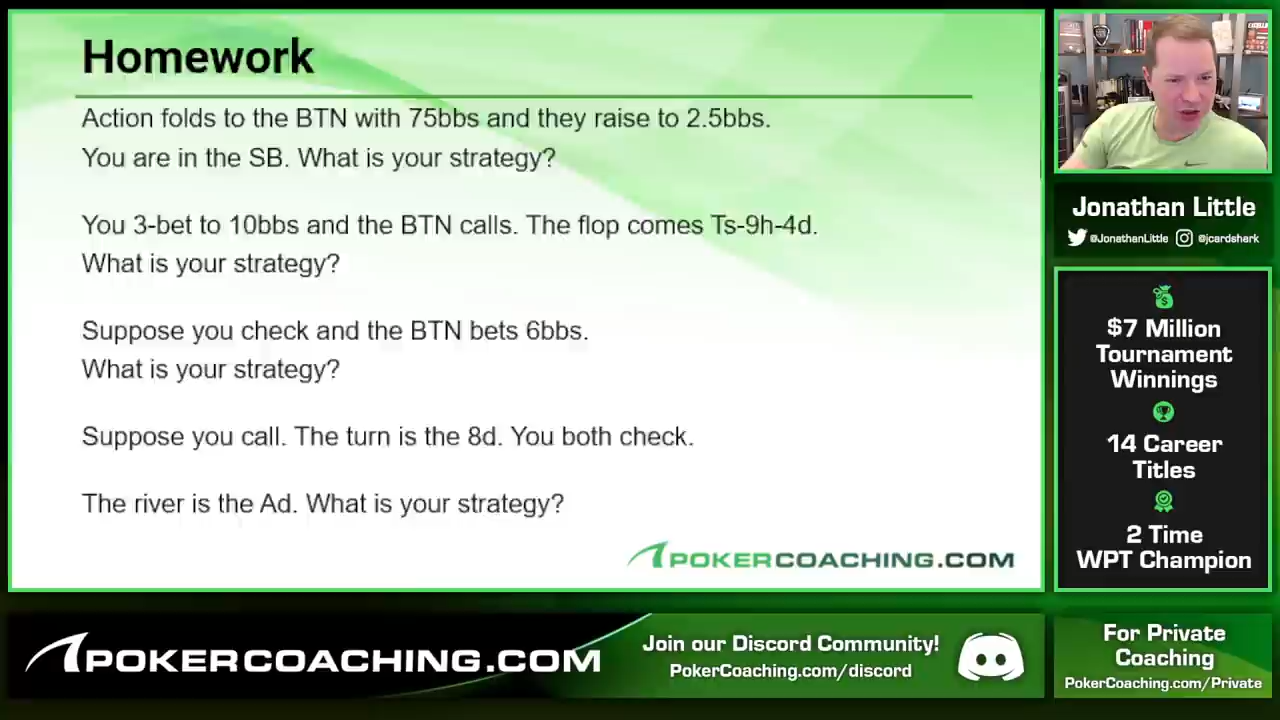 Homework
Action folds to the BTN with 75bbs and they raise to 2.5bbs.
You are in the SB. What is your strategy?
You 3-bet to 10bbs and the BTN calls. The flop comes Ts-9h-4d.
What is your strategy?
Suppose you check and the BTN bets 6bbs.
What is your strategy?
Suppose you call. The turn is the 8d. You both check.
The river is the Ad. What is your strategy?
POKERCOACHING.COM
Jonathan Little
@JonathanLittle @jcardshark
$7 Million
Tournament
Winnings
14 Career
Titles
2 Time
WPT Champion
POKERCOACHING.COM
Join our Discord Community!
PokerCoaching.com/discord
For Private
Coaching
PokerCoaching.com/Private